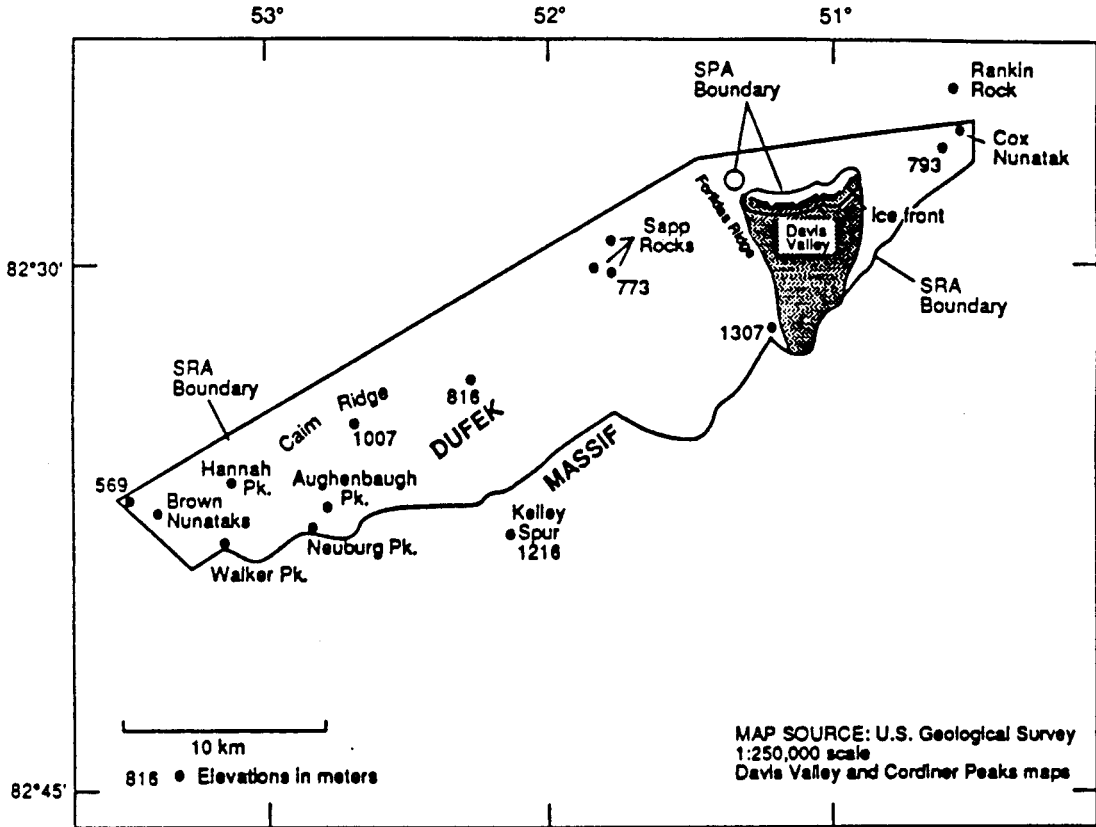 53°
52°
51°
SPA
Boundary
Rankin
Rock
Cox
Nunatak
793
Forlidas Ridge
Ice front
Davis
Valley
Sapp
Rocks
773
82°30'
SRA
Boundary
1307
SRA
Boundary
816
Caim Ridge
1007
DUFEK
MASSIF
Hannah
Pk.
Aughenbaugh
Pk.
569
Brown
Nunataks
Kelley
Spur
1216
Neuburg Pk.
Walker Pk.
10 km
816 • Elevations in meters
MAP SOURCE: U.S. Geological Survey
1:250,000 scale
Davis Valley and Cordiner Peaks maps
82°45'